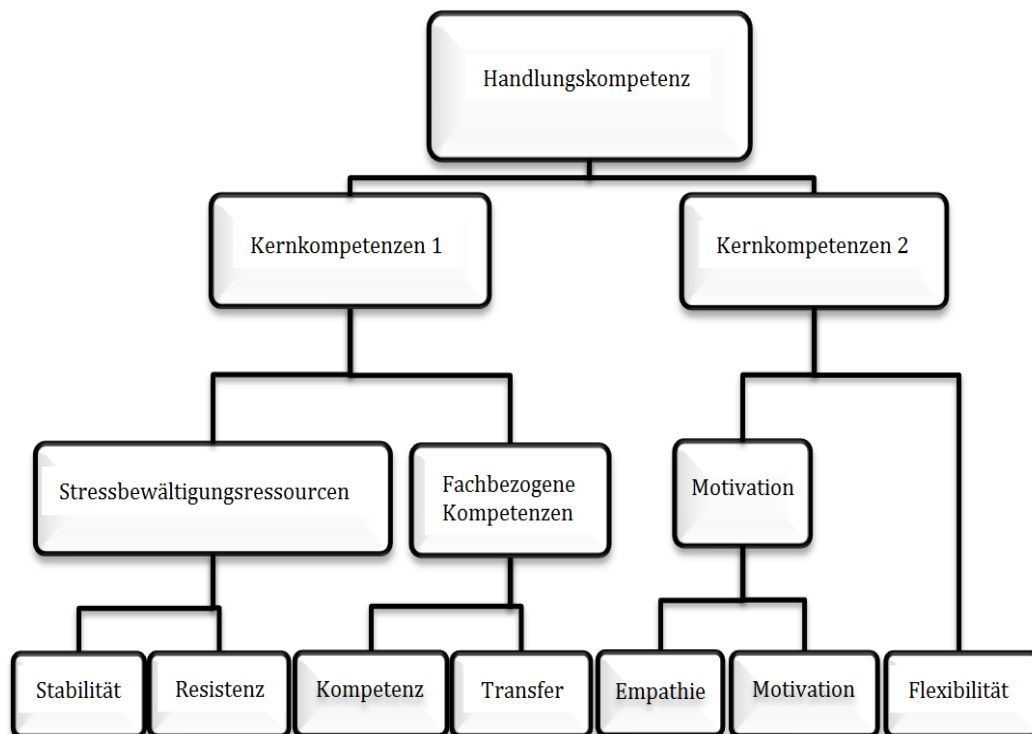 Handlungskompetenz
Kernkompetenzen 1
Kernkompetenzen 2
Stressbewältigungsressourcen
Fachbezogene
Kompetenzen
Motivation
Stabilität
Resistenz
Kompetenz
Transfer
Empathie
Motivation
Flexibilität